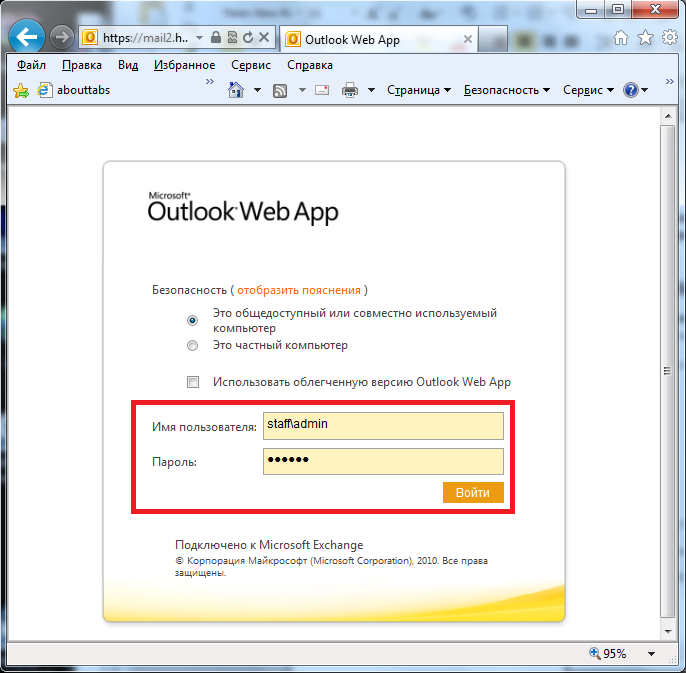 https://mail2.h..
Outlook Web App
Файл Правка Вид Избранное Сервис Справка
abouttabs
Страница Безопасность Сервис
Microsoft®
Outlook Web App
Безопасность ( отобразить пояснения )
Это общедоступный или совместно используемый
компьютер
Это частный компьютер
Использовать облегченную версию Outlook Web App
Имя пользователя: staff\admin
Пароль: ••••••
Войти
Подключено к Microsoft Exchange
© Корпорация Майкрософт (Microsoft Corporation), 2010. Все права
защищены.
95%